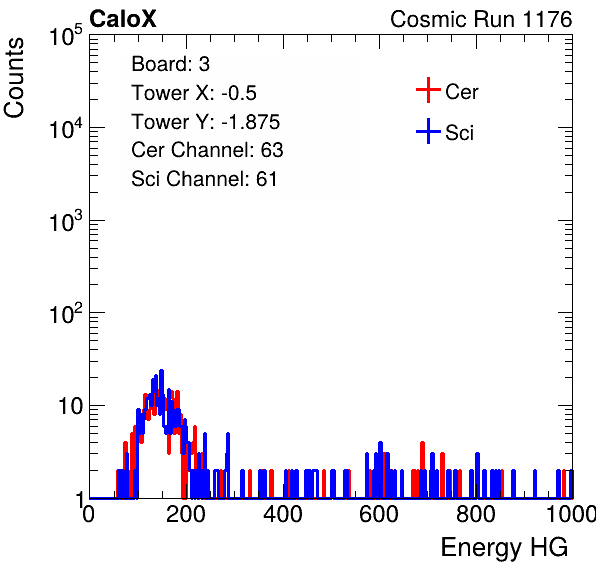 CaloX
Cosmic Run 1176
Counts
10^5
10^4
10^3
10^2
10
1
Board: 3
Tower X: -0.5
Tower Y: -1.875
Cer Channel: 63
Sci Channel: 61
Cer
Sci
0 200 400 600 800 1000
Energy HG